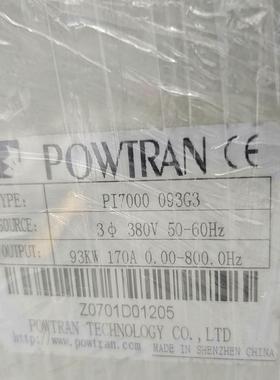 POWTRAN CE
TYPE: PI7000 093G3
SOURCE: 3ф 380V 50-60Hz
OUTPUT: 93KW 170A 0.00-800.0Hz
Z0701D01205
POWTRAN TECHNOLOGY CO., LTD
http://www.powtran.com MADE IN SHENZHEN CHINA